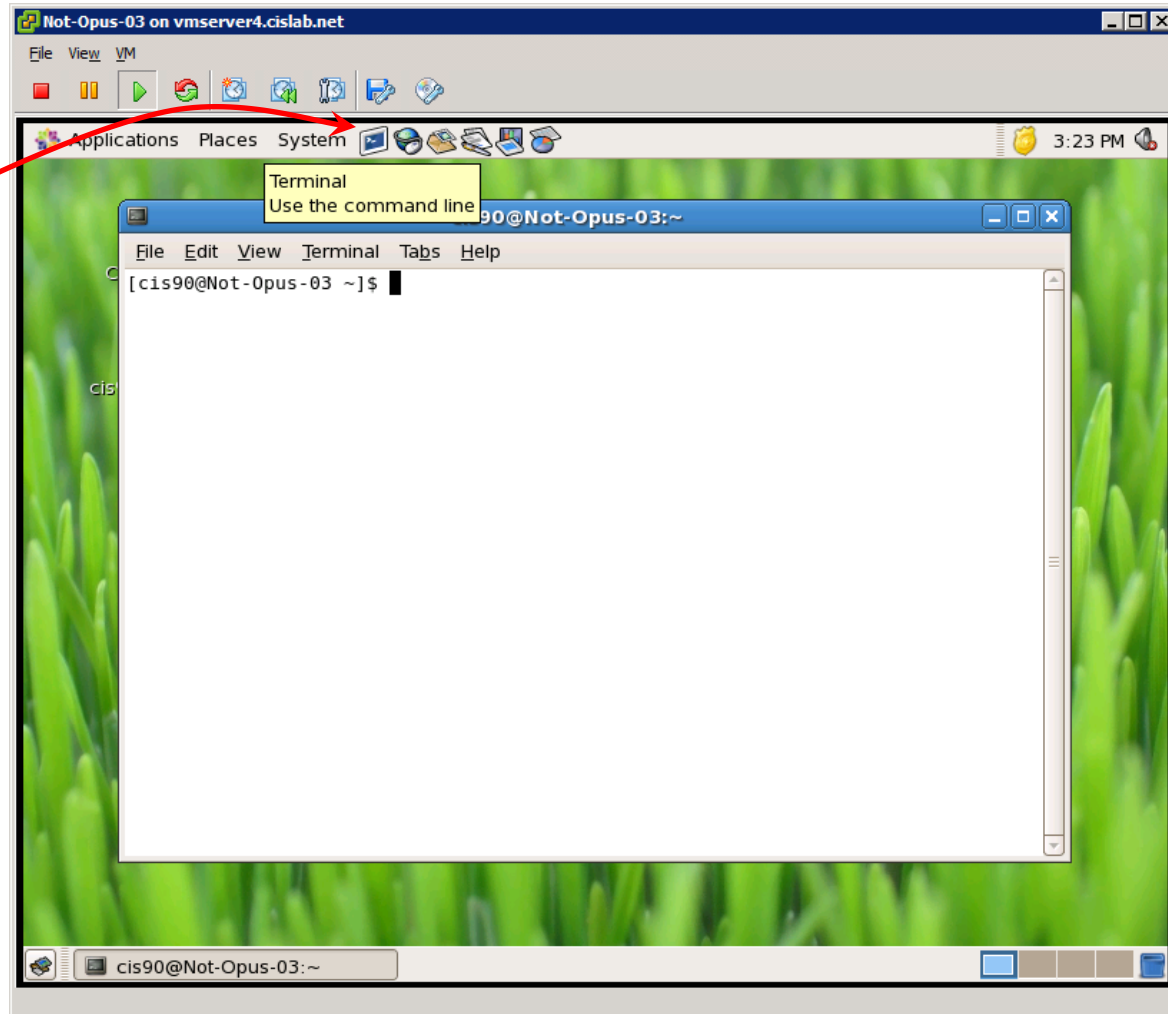 Not-Opus-03 on vmserver4.cislab.net
File View VM
Applications Places System 3:23 PM
Terminal
Use the command line
cis90@Not-Opus-03:~
File Edit View Terminal Tabs Help
[cis90@Not-Opus-03 ~]$
cis
cis90@Not-Opus-03:~